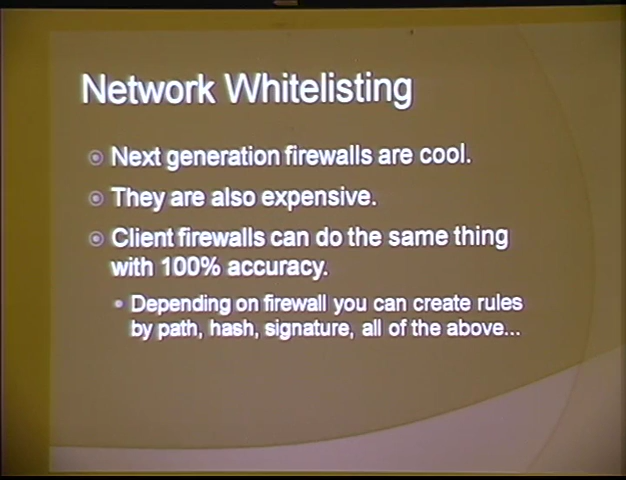 Network Whitelisting
Next generation firewalls are cool.
They are also expensive.
Client firewalls can do the same thing
with 100% accuracy.
Depending on firewall you can create rules
by path, hash, signature, all of the above...